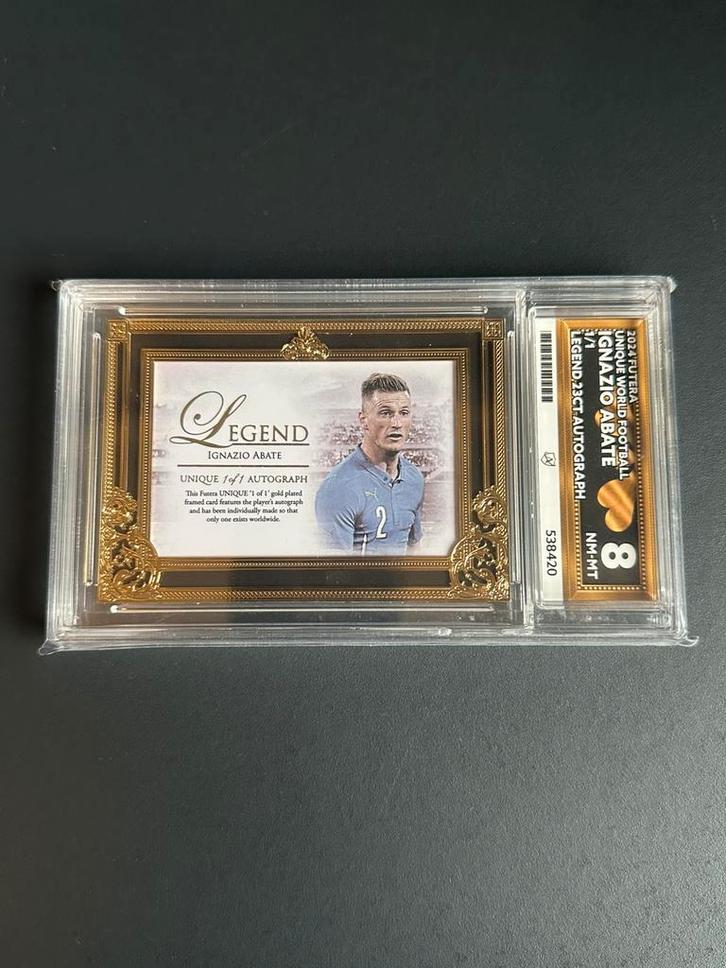 LEGEND
IGNAZIO ABATE
UNIQUE 1of1 AUTOGRAPH
This Futera UNIQUE '1 of 1' gold plated
framed card features the player's autograph
and has been individually made so that
only one exists worldwide.
2
2024 FUTERA
UNIQUE WORLD FOOTBALL
IGNAZIO ABATE
1/1
LEGEND 23CT AUTOGRAPH
8
NM-MT
538420